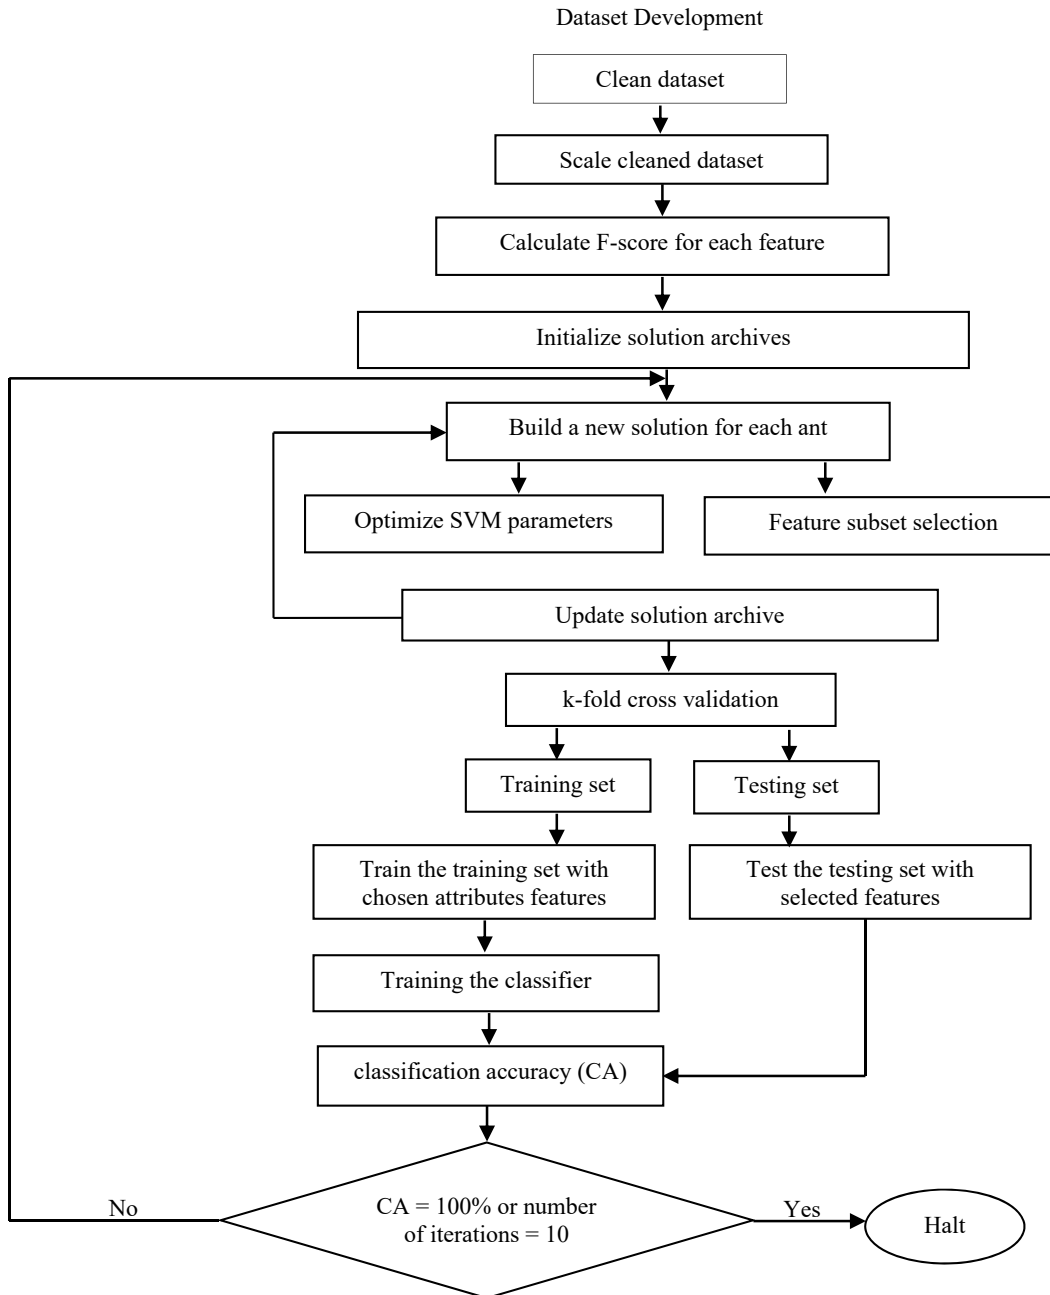 Dataset Development
Clean dataset
Scale cleaned dataset
Calculate F-score for each feature
Initialize solution archives
Build a new solution for each ant
Optimize SVM parameters
Feature subset selection
Update solution archive
k-fold cross validation
Training set
Testing set
Train the training set with
chosen attributes features
Test the testing set with
selected features
Training the classifier
classification accuracy (CA)
CA = 100% or number
of iterations = 10
No
Yes
Halt